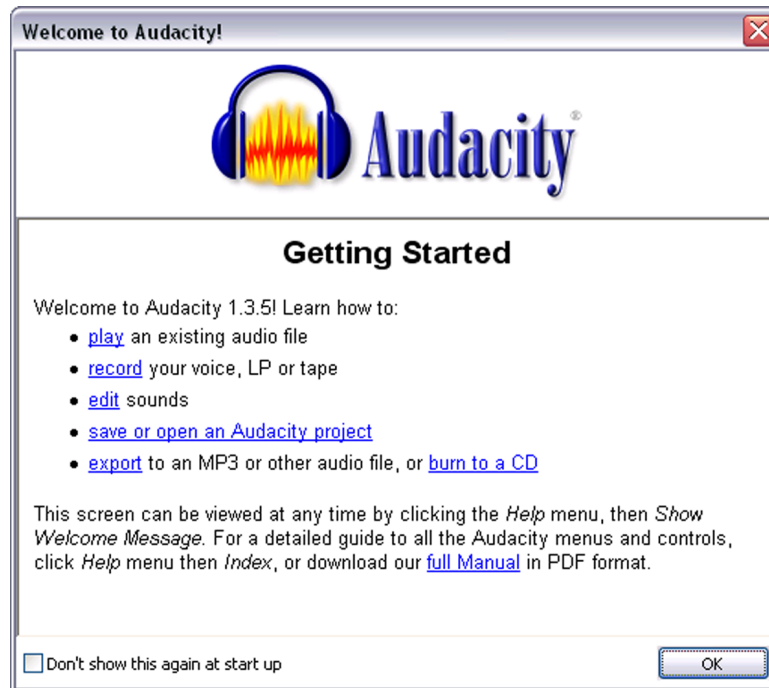 Welcome to Audacity!
Audacity®
Getting Started
Welcome to Audacity 1.3.5! Learn how to:
• play an existing audio file
• record your voice, LP or tape
• edit sounds
• save or open an Audacity project
• export to an MP3 or other audio file, or burn to a CD
This screen can be viewed at any time by clicking the Help menu, then Show
Welcome Message. For a detailed guide to all the Audacity menus and controls,
click Help menu then Index, or download our full Manual in PDF format.
Don't show this again at start up
OK